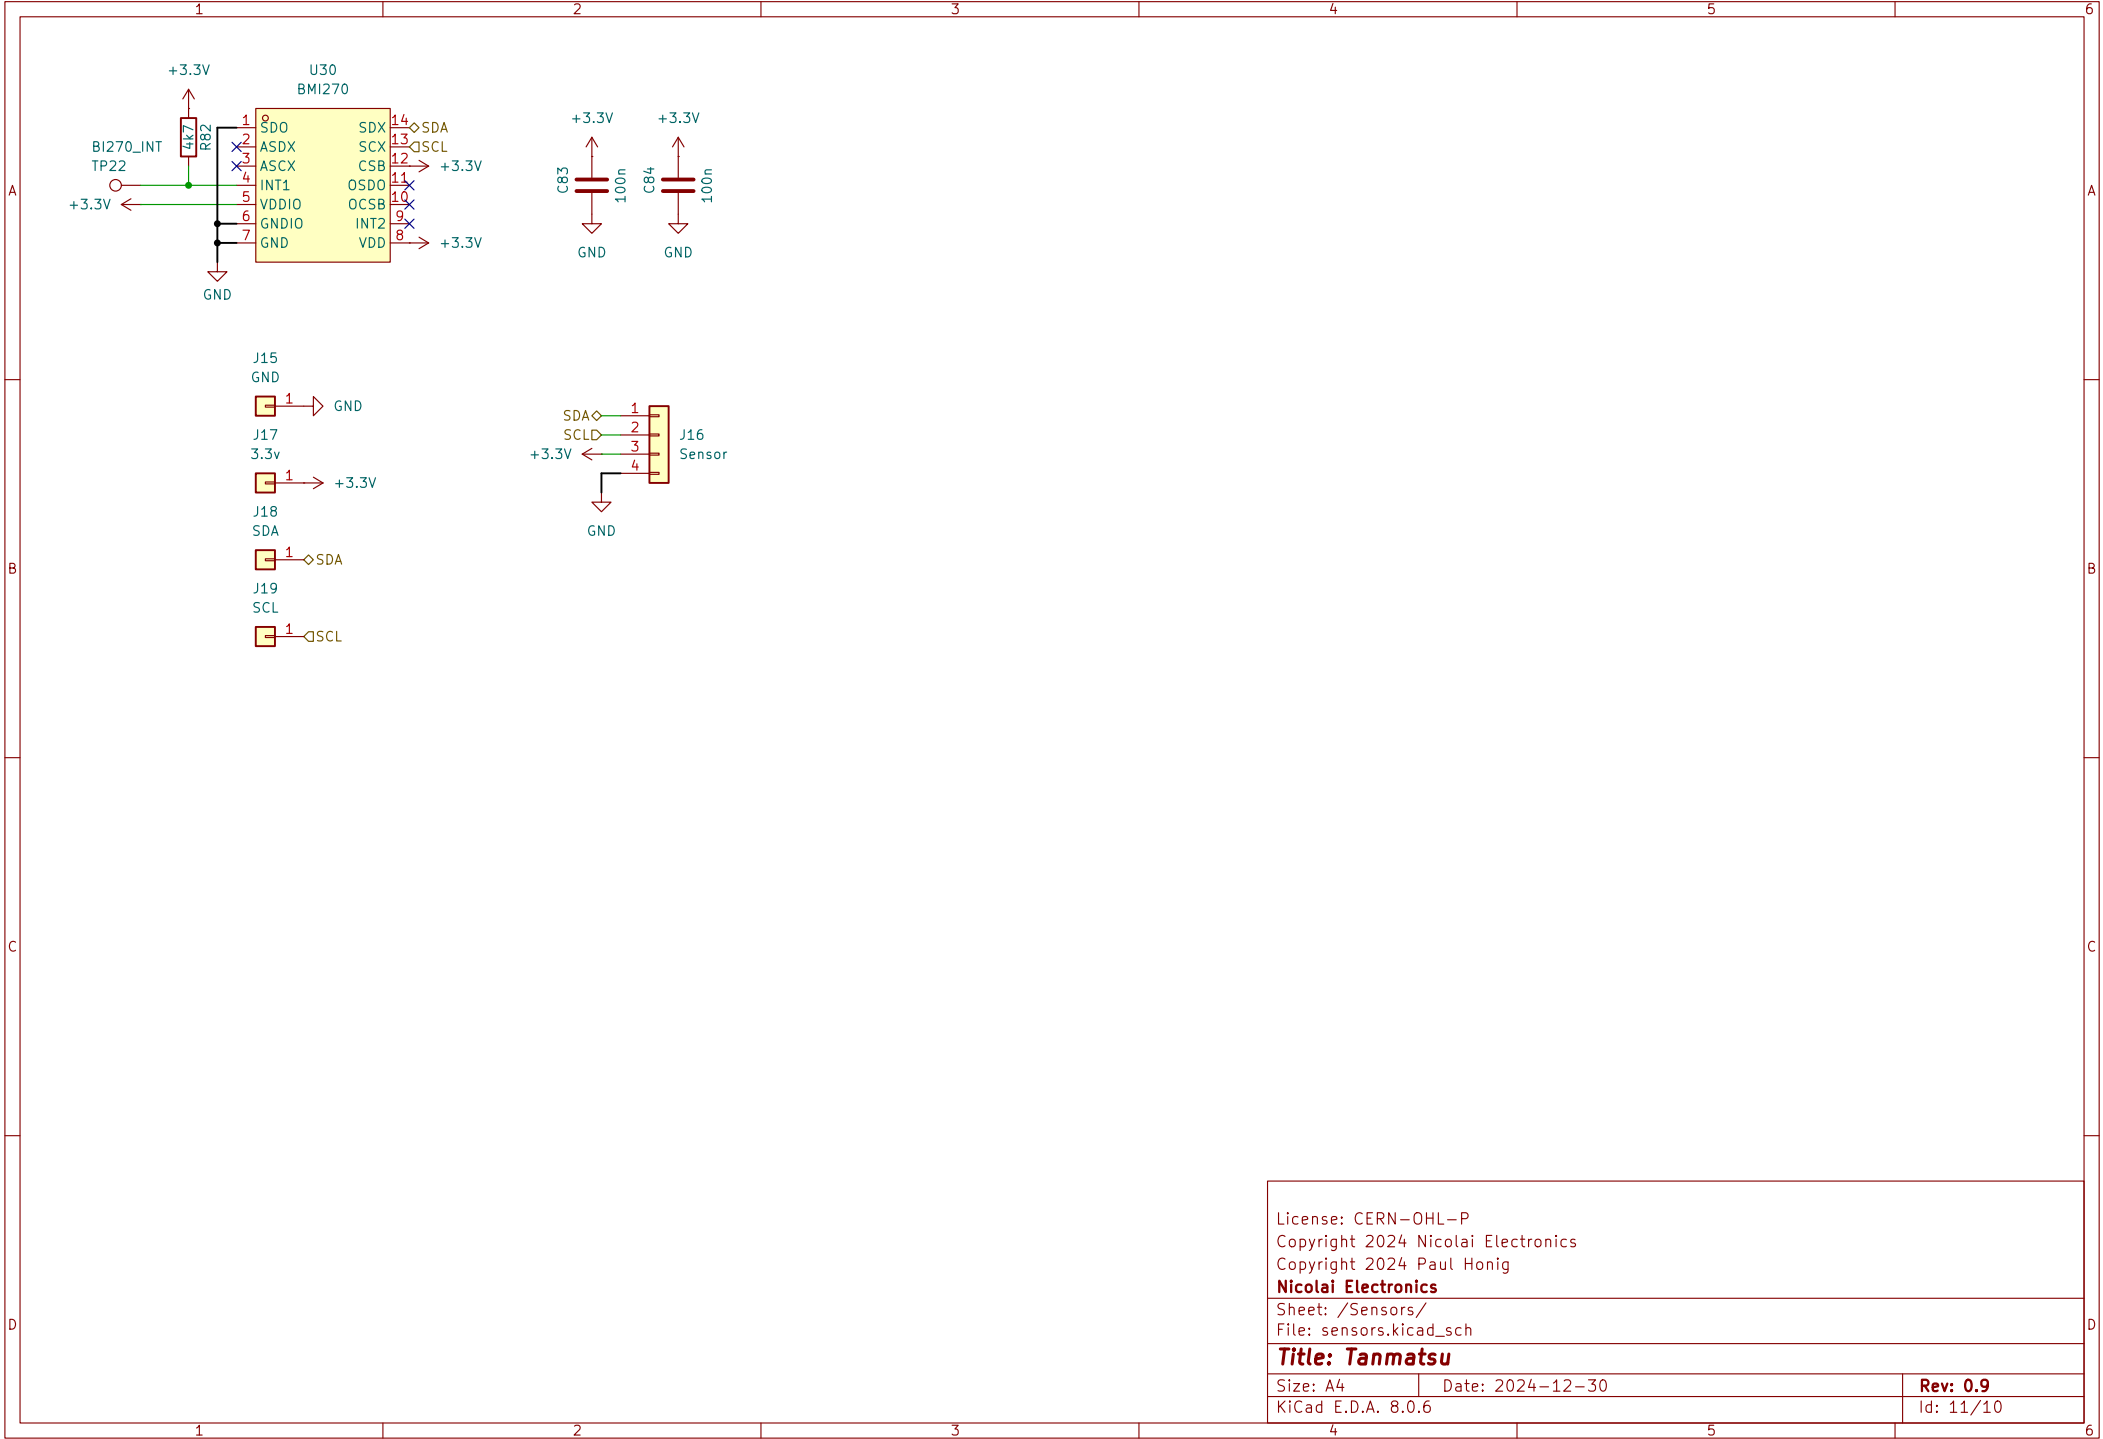 1 2 3 4 5 6
A
B
C
D
+3.3V
4k7
R82
BI270_INT
TP22
+3.3V
U30
BMI270
1 SDO
2 ASDX
3 ASCX
4 INT1
5 VDDIO
6 GNDIO
7 GND
SDX 14 SDA
SCX 13 SCL
CSB 12 +3.3V
OSDO 11
OCSB 10
INT2 9
VDD 8 +3.3V
GND
+3.3V
C83
100n
GND
+3.3V
C84
100n
GND
J15
GND
1 GND
J17
3.3v
1 +3.3V
J18
SDA
1 SDA
J19
SCL
1 SCL
SDA 1
SCL 2
+3.3V 3
4
GND
J16
Sensor
A
B
C
D
License: CERN-OHL-P
Copyright 2024 Nicolai Electronics
Copyright 2024 Paul Honig
Nicolai Electronics
Sheet: /Sensors/
File: sensors.kicad_sch
Title: Tanmatsu
Size: A4 Date: 2024-12-30 Rev: 0.9
KiCad E.D.A. 8.0.6 Id: 11/10
1 2 3 4 5 6